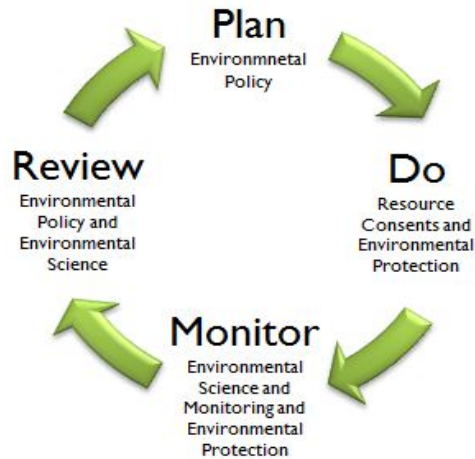 Plan
Environmnetal
Policy
Do
Resource
Consents and
Environmental
Protection
Monitor
Environmental
Science and
Monitoring and
Environmental
Protection
Review
Environmental
Policy and
Environmental
Science